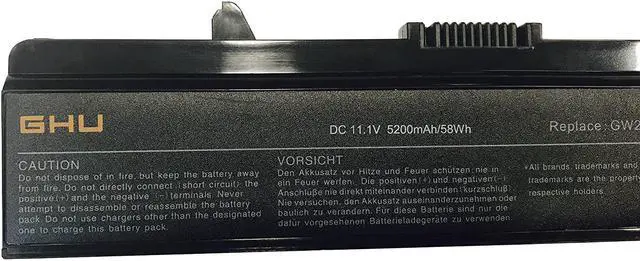 GHU
DC 11.1V 5200mAh/58Wh
Replace: GW2
CAUTION
Do not dispose of in fire, but keep the battery away
from fire. Do not directly connect (short circuit) the
positive(+) and the negative (-) terminals. Never
attempt to disassemble or reassemble the battery
pack. Do not use chargers other than the designated
one to charge this battery pack.
VORSICHT
Den Akkusatz vor Hitze und Feuer schützen, nie in
ein Feuer werfen. Die positiven(+) und negativen(-)
Anschlüsse nie direkt miteinander verbinden (kurzschluß).
Nie versuchen, den Akkusatz auseinanderzunehmen oder
baulich zu verändern. Für diese Batterie sind nur die
dafür vorgesehenen Batterieladegeräte zu verwenden.
•All brands, trademarks and
trademarks are the property
respective holders.